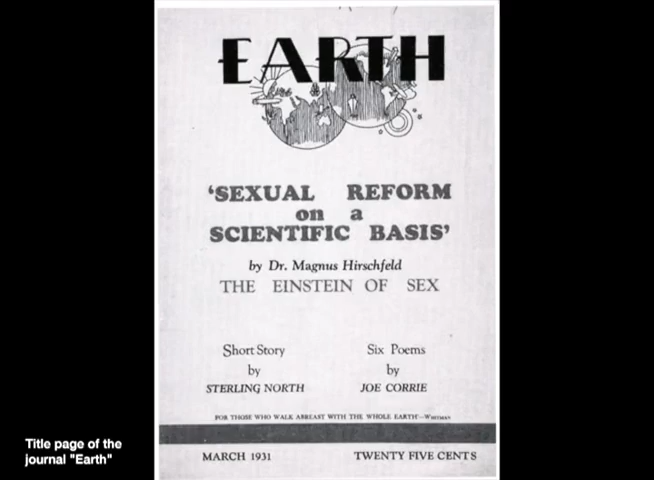 EARTH
'SEXUAL REFORM
on a
SCIENTIFIC BASIS'
by Dr. Magnus Hirschfeld
THE EINSTEIN OF SEX
Short Story
by
STERLING NORTH
Six Poems
by
JOE CORRIE
FOR THOSE WHO WALK ABREAST WITH THE WHOLE EARTH—WHITMAN
MARCH 1931
TWENTY FIVE CENTS
Title page of the
journal "Earth"